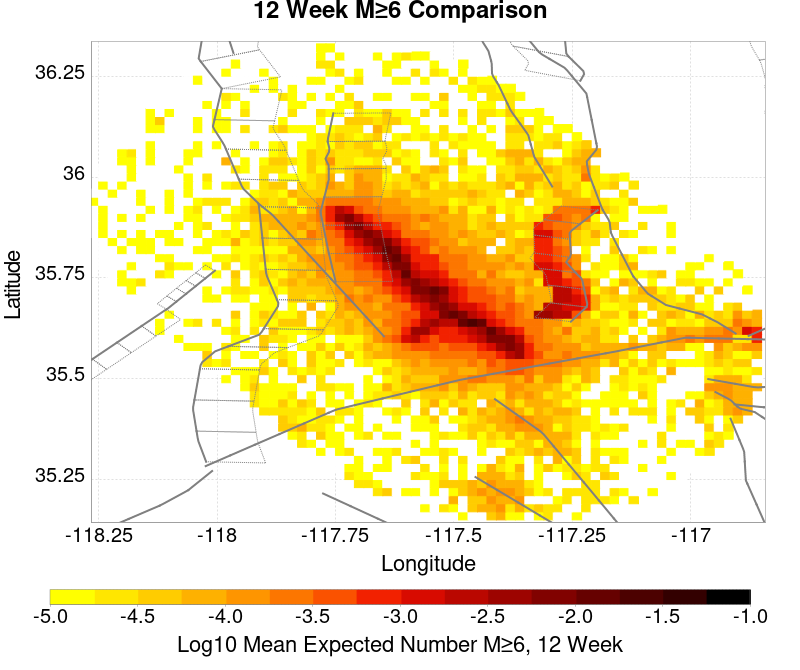 12 Week M≥6 Comparison
36.25
36
35.75
35.5
35.25
Latitude
-118.25 -118 -117.75 -117.5 -117.25 -117
Longitude
-5.0 -4.5 -4.0 -3.5 -3.0 -2.5 -2.0 -1.5 -1.0
Log10 Mean Expected Number M≥6, 12 Week